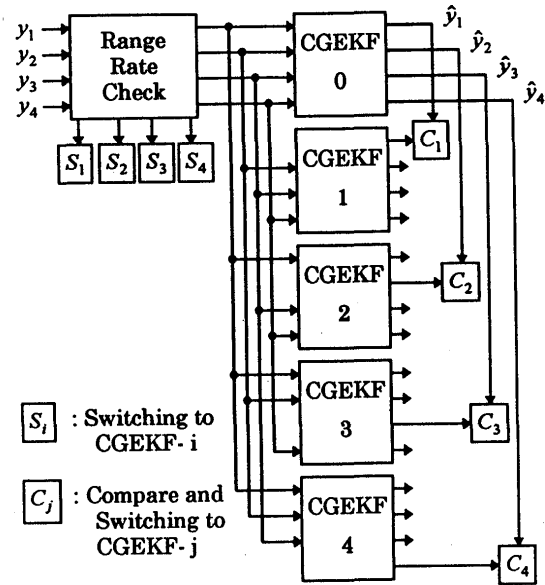 y₁
y₂
y₃
y₄
Range
Rate
Check
S₁
S₂
S₃
S₄
CGEKF
0
ŷ₁
ŷ₂
ŷ₃
ŷ₄
CGEKF
1
C₁
CGEKF
2
C₂
CGEKF
3
C₃
CGEKF
4
C₄
Sᵢ : Switching to
CGEKF- i
Cⱼ : Compare and
Switching to
CGEKF- j